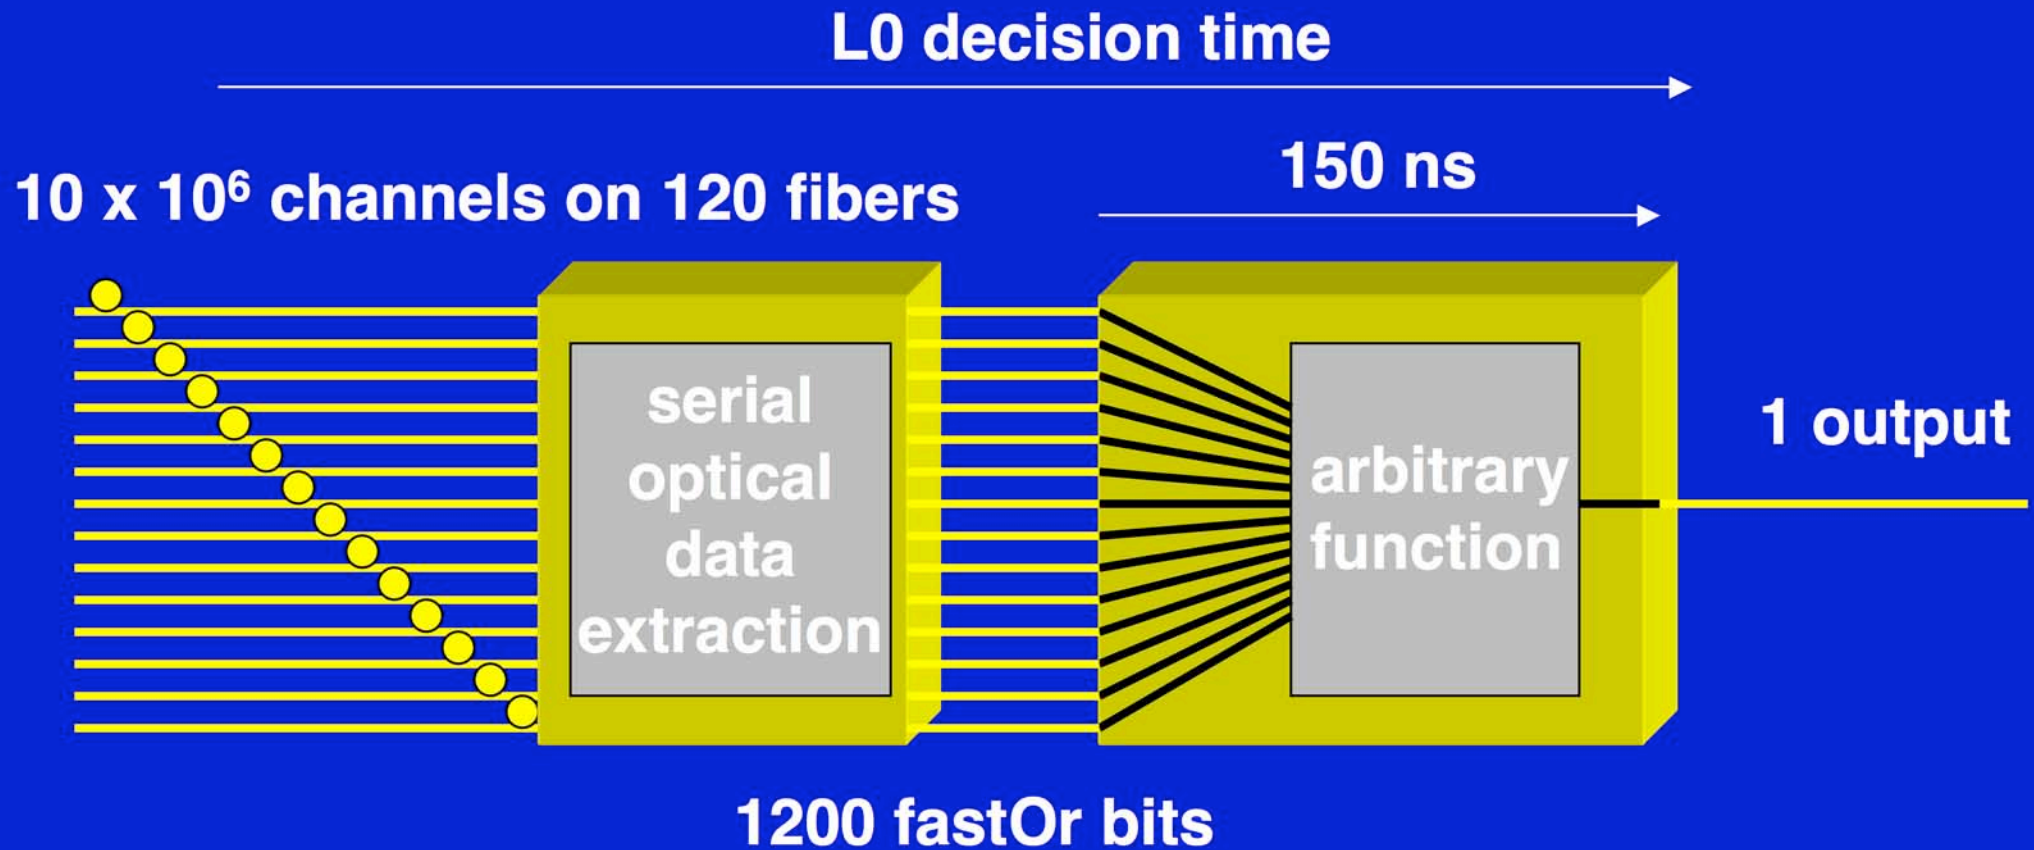 L0 decision time
150 ns
10 x 10⁶ channels on 120 fibers
serial
optical
data
extraction
arbitrary
function
1 output
1200 fastOr bits